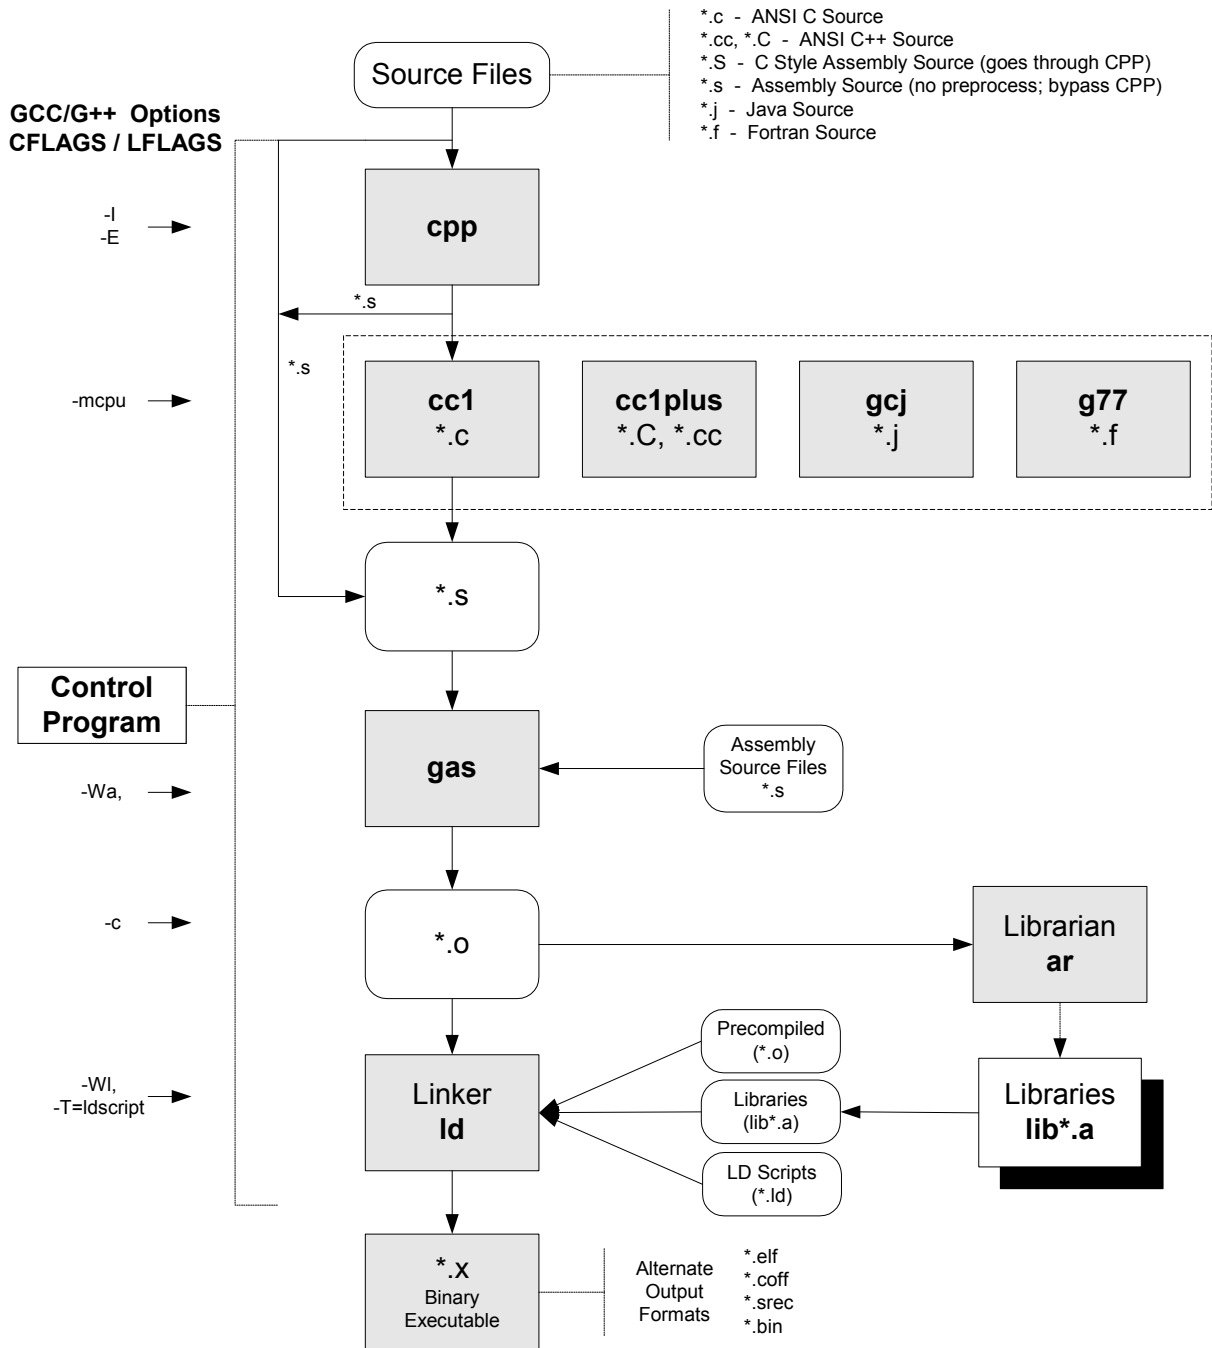 *.c - ANSI C Source
*.cc, *.C - ANSI C++ Source
*.S - C Style Assembly Source (goes through CPP)
*.s - Assembly Source (no preprocess; bypass CPP)
*.j - Java Source
*.f - Fortran Source
Source Files
GCC/G++ Options
CFLAGS / LFLAGS
-I
-E
cpp
*.s
*.s
-mcpu
cc1
*.c
cc1plus
*.C, *.cc
gcj
*.j
g77
*.f
*.s
Control
Program
gas
Assembly
Source Files
*.s
-Wa,
-c
*.o
Librarian
ar
Precompiled
(*.o)
-Wl,
-T=ldscript
Linker
ld
Libraries
(lib*.a)
Libraries
lib*.a
LD Scripts
(*.ld)
*.x
Binary
Executable
Alternate
Output
Formats
*.elf
*.coff
*.srec
*.bin